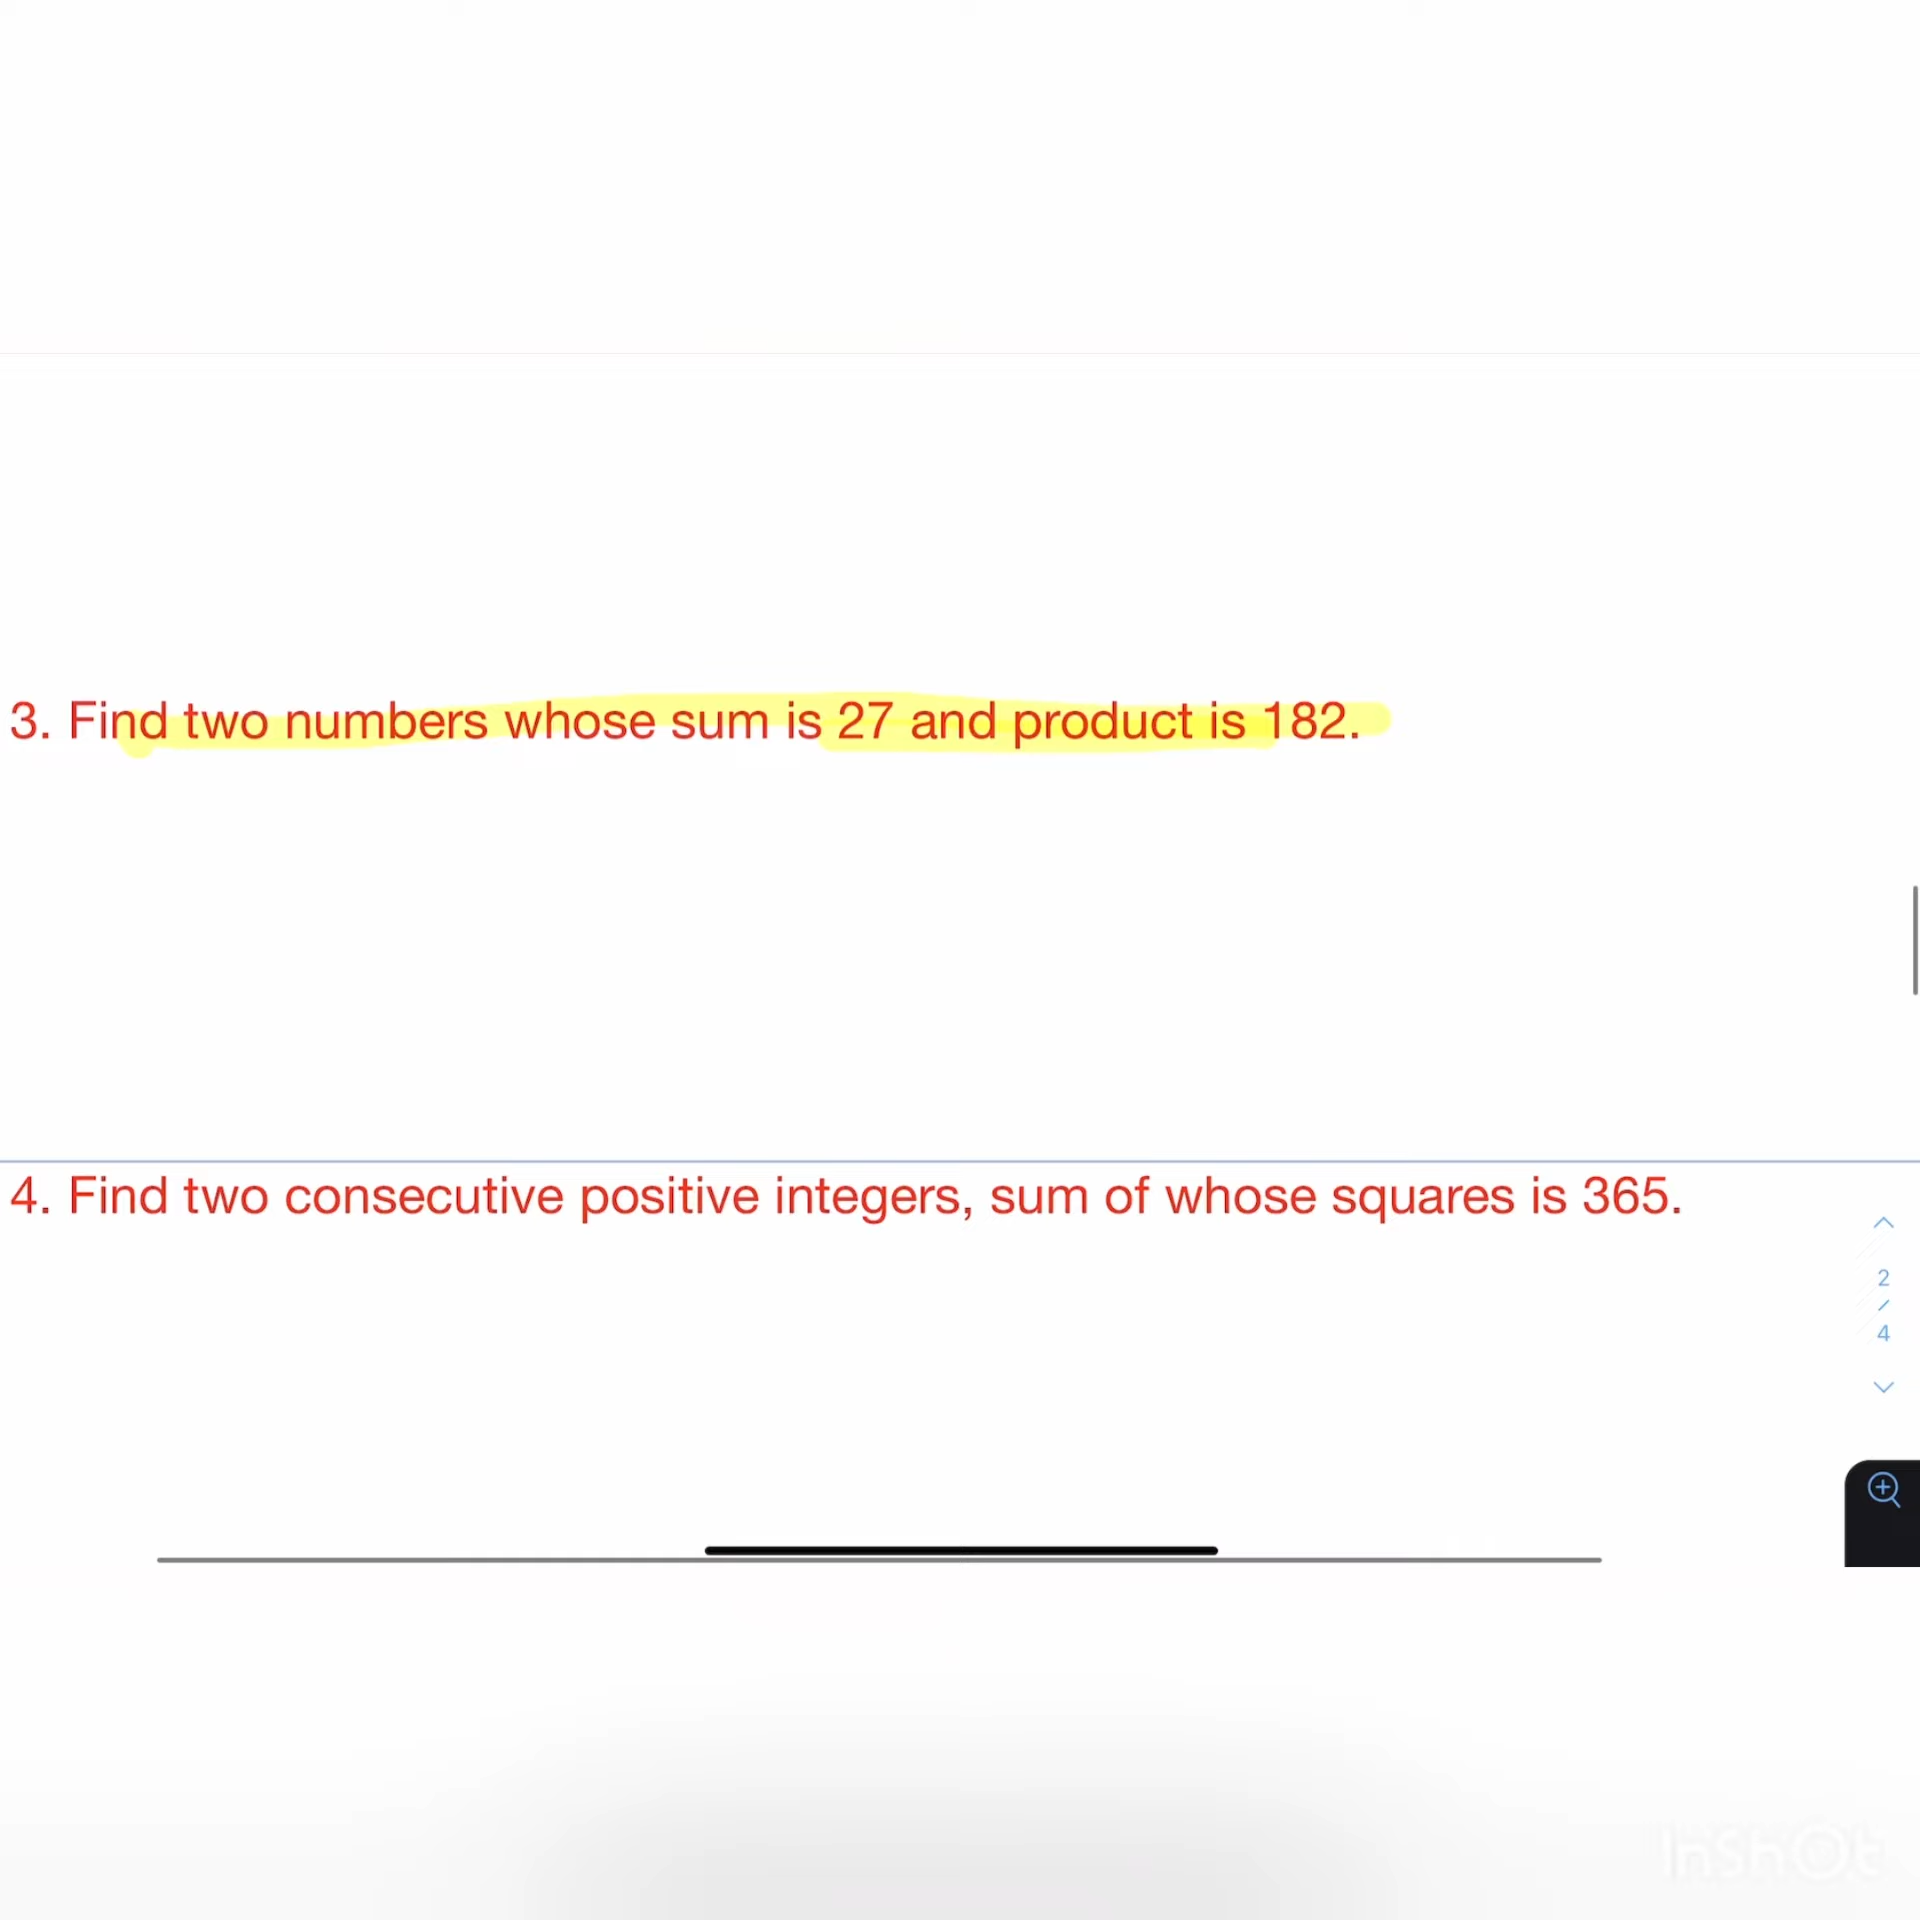 3. Find two numbers whose sum is 27 and product is 182.
4. Find two consecutive positive integers, sum of whose squares is 365.
2
/
4
InShOt